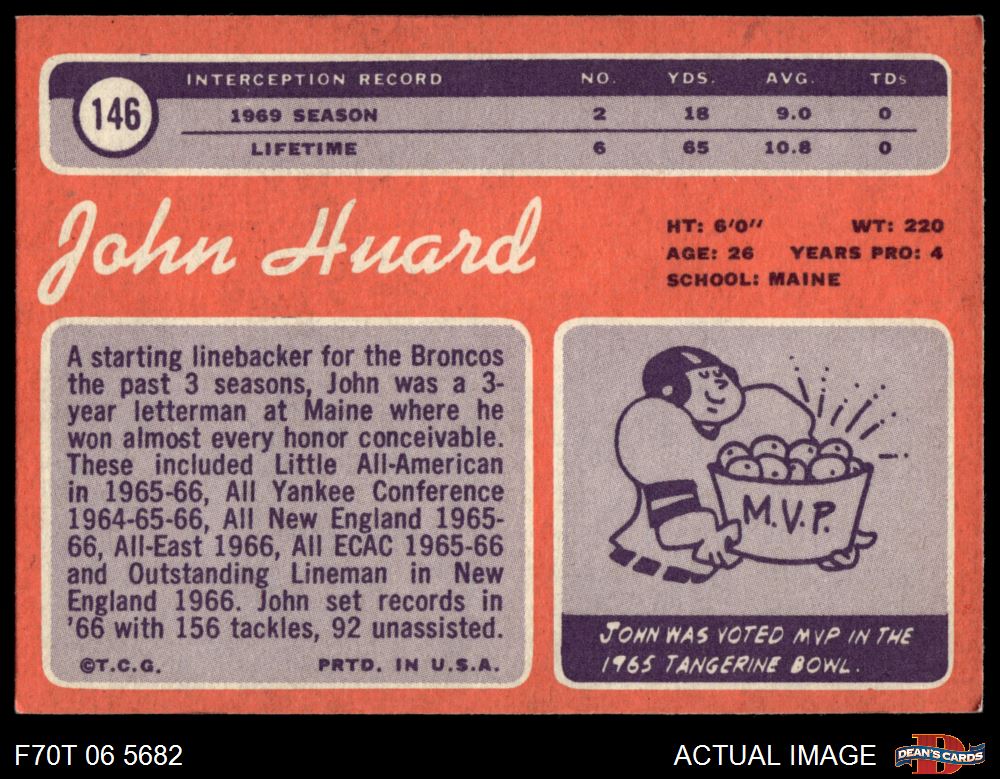 146
INTERCEPTION RECORD NO. YDS. AVG. TDs
1969 SEASON 2 18 9.0 0
LIFETIME 6 65 10.8 0
John Huard
HT: 6'0" WT: 220
AGE: 26 YEARS PRO: 4
SCHOOL: MAINE
A starting linebacker for the Broncos
the past 3 seasons, John was a 3-
year letterman at Maine where he
won almost every honor conceivable.
These included Little All-American
in 1965-66, All Yankee Conference
1964-65-66, All New England 1965-
66, All-East 1966, All ECAC 1965-66
and Outstanding Lineman in New
England 1966. John set records in
'66 with 156 tackles, 92 unassisted.
©T.C.G. PRTD. IN U.S.A.
M.V.P.
JOHN WAS VOTED MVP IN THE
1965 TANGERINE BOWL.
F70T 06 5682
ACTUAL IMAGE
D
DEAN'S CARDS